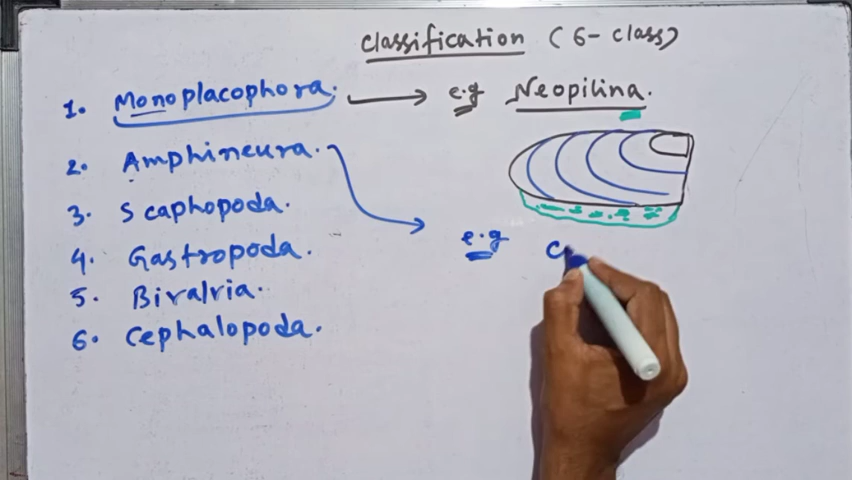 Classification (6-class)
1. Monoplacophora. → e.g Neopilina.
2. Amphineura.
3. Scaphopoda.
e.g C
4. Gastropoda.
5. Bivalvia.
6. Cephalopoda.